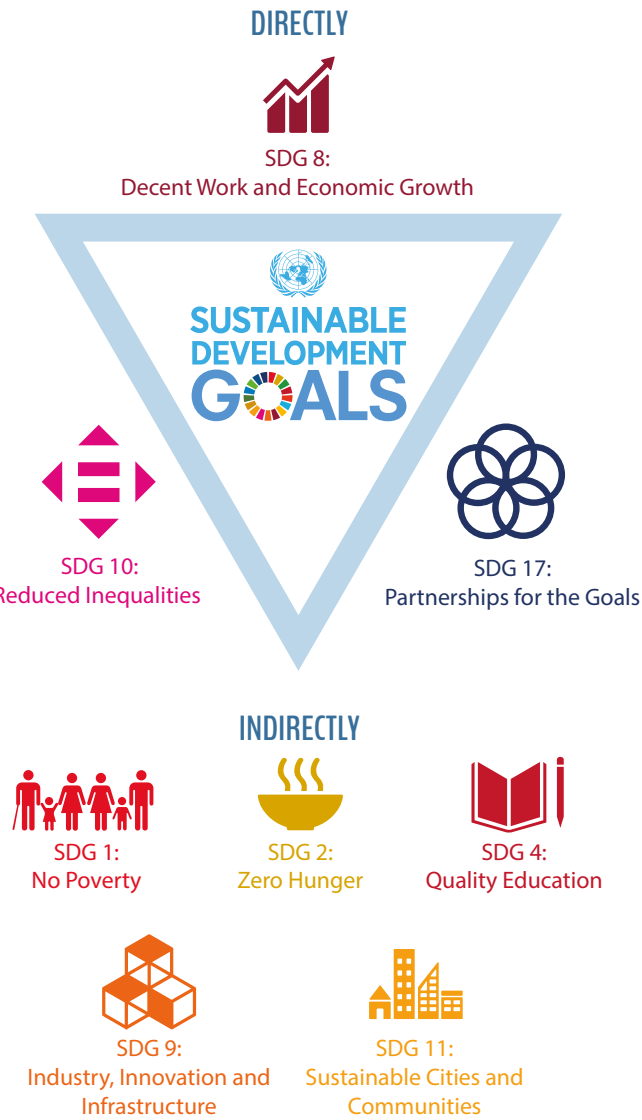 DIRECTLY
SDG 8:
Decent Work and Economic Growth
SUSTAINABLE
DEVELOPMENT
GOALS
SDG 10:
Reduced Inequalities
SDG 17:
Partnerships for the Goals
INDIRECTLY
SDG 1:
No Poverty
SDG 2:
Zero Hunger
SDG 4:
Quality Education
SDG 9:
Industry, Innovation and
Infrastructure
SDG 11:
Sustainable Cities and
Communities